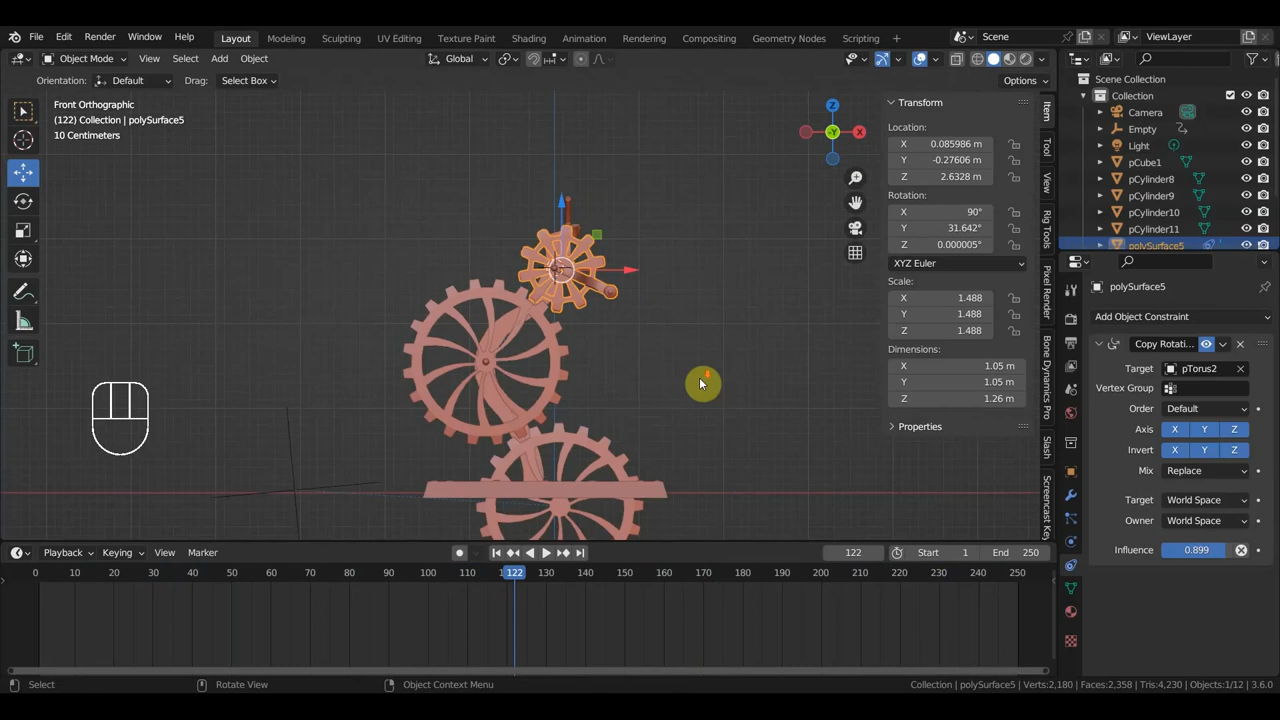 File Edit Render Window Help Layout Modeling Sculpting UV Editing Texture Paint Shading Animation Rendering Compositing Geometry Nodes Scripting + Scene ViewLayer
Object Mode View Select Add Object Global
Orientation: Default Drag: Select Box Options
Front Orthographic
(122) Collection | polySurface5
10 Centimeters
Z
X
-Y
Transform
Location:
X 0.085986 m
Y -0.27606 m
Z 2.6328 m
Rotation:
X 90°
Y 31.642°
Z 0.000005°
XYZ Euler
Scale:
X 1.488
Y 1.488
Z 1.488
Dimensions:
X 1.05 m
Y 1.05 m
Z 1.26 m
Properties
Item
Tool
View
Rig Tools
Pixel Render
Bone Dynamics Pro
Slash
Screencast Key
Scene Collection
Collection
Camera
Empty
Light
pCube1
pCylinder8
pCylinder9
pCylinder10
pCylinder11
polySurface5
polySurface5
Add Object Constraint
Copy Rotati...
Target pTorus2
Vertex Group
Order Default
Axis X Y Z
Invert X Y Z
Mix Replace
Target World Space
Owner World Space
Influence 0.899
Playback Keying View Marker 122 Start 1 End 250
0 10 20 30 40 50 60 70 80 90 100 110 122 130 140 150 160 170 180 190 200 210 220 230 240 250
Select Rotate View Object Context Menu Collection | polySurface5 | Verts:2,180 | Faces:2,358 | Tris:4,230 | Objects:1/12 | 3.6.0